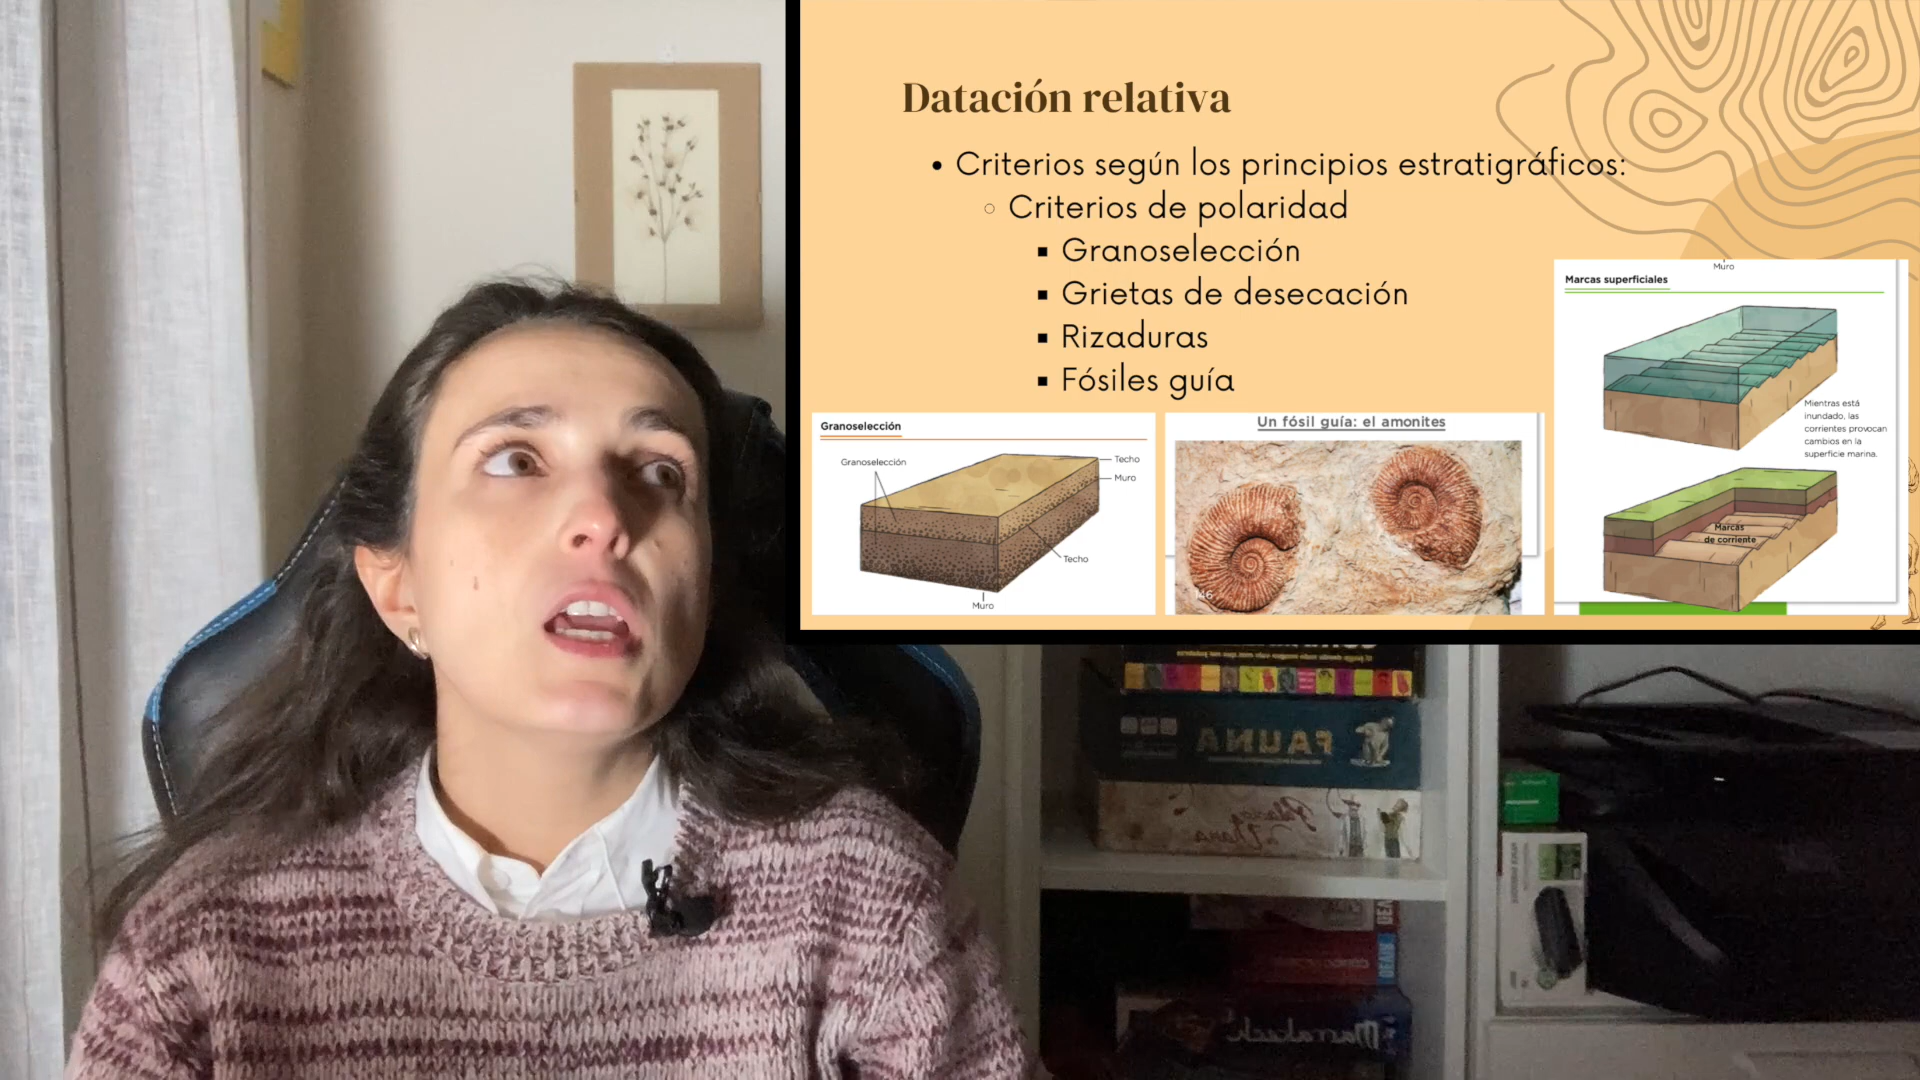 Datación relativa
• Criterios según los principios estratigráficos:
○ Criterios de polaridad
▪ Granoselección
▪ Grietas de desecación
▪ Rizaduras
▪ Fósiles guía
Granoselección
Granoselección
Techo
Muro
Techo
Muro
Un fósil guía: el amonites
146
Muro
Marcas superficiales
Mientras está
inundado, las
corrientes provocan
cambios en la
superficie marina.
Marcas
de corriente
FAUNA
Marrakech